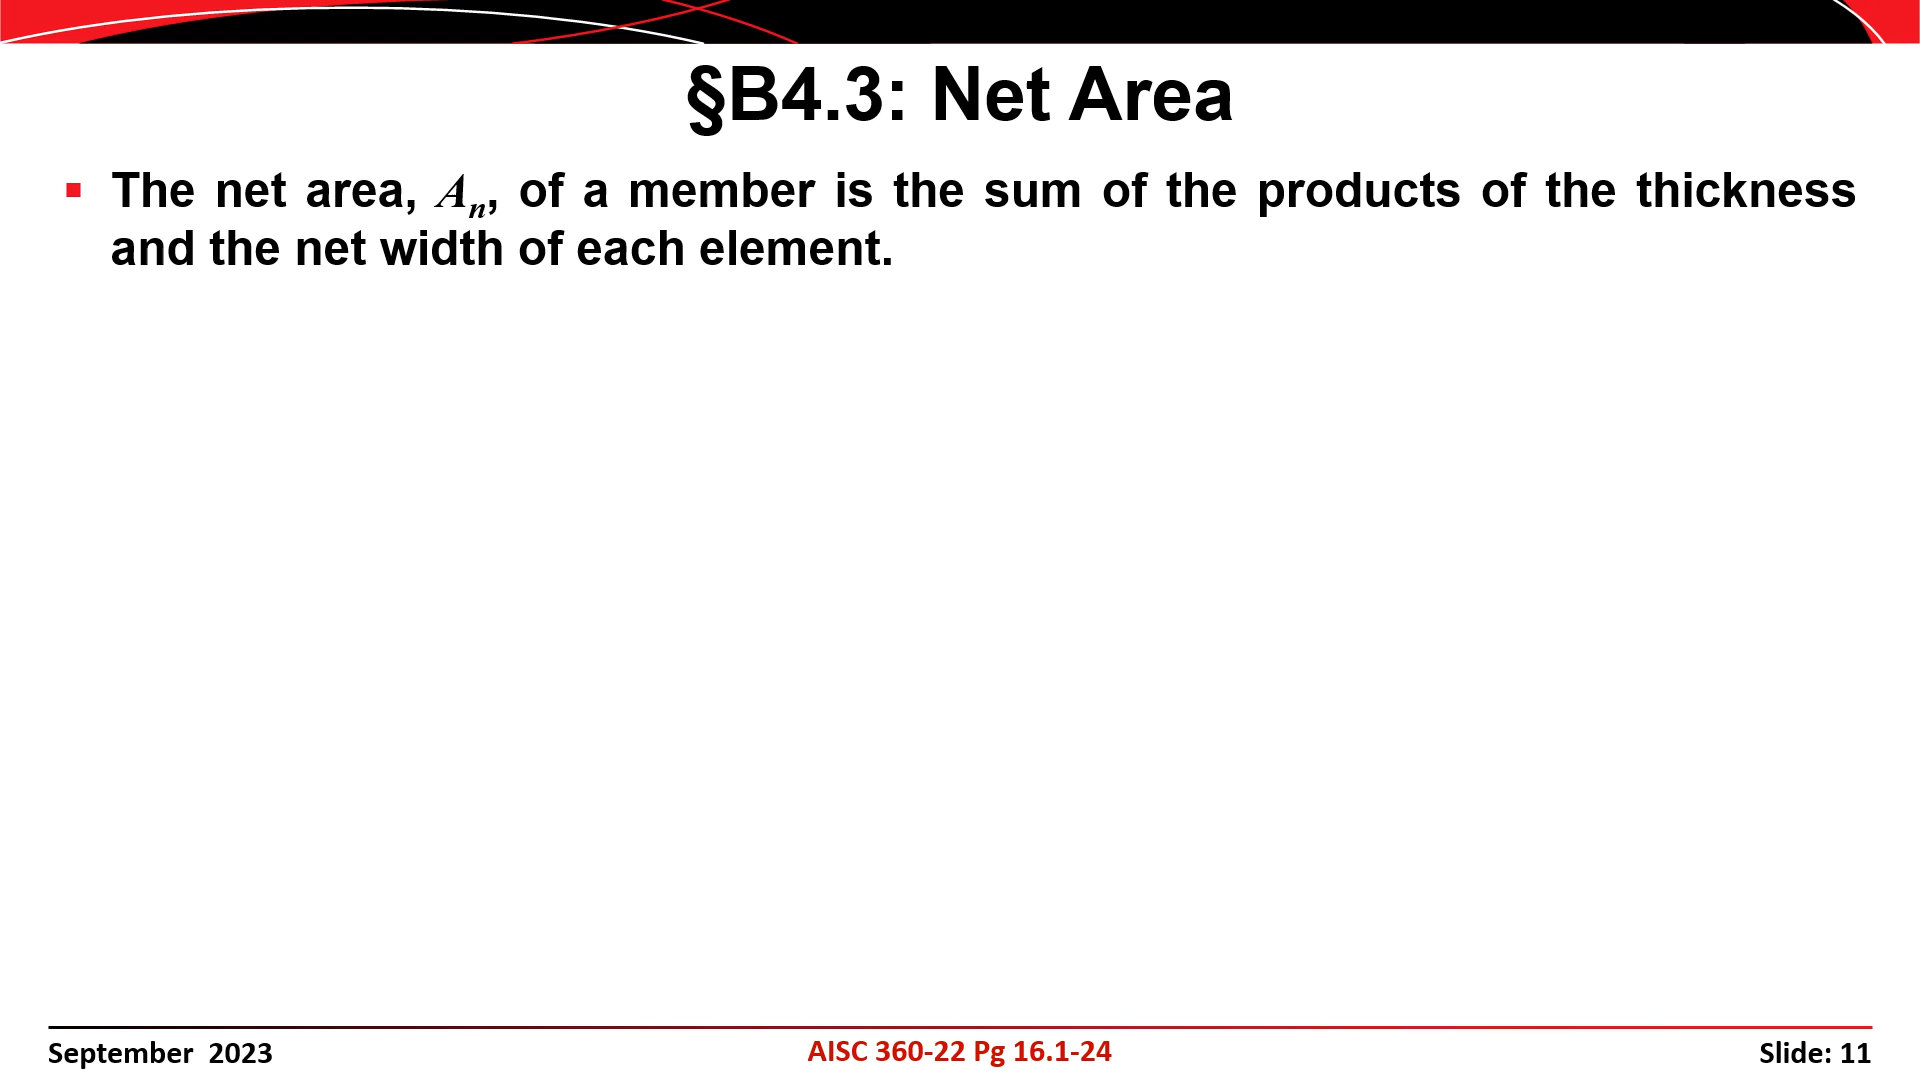 §B4.3: Net Area
▪ The net area, Aₙ, of a member is the sum of the products of the thickness
and the net width of each element.
September 2023
AISC 360-22 Pg 16.1-24
Slide: 11